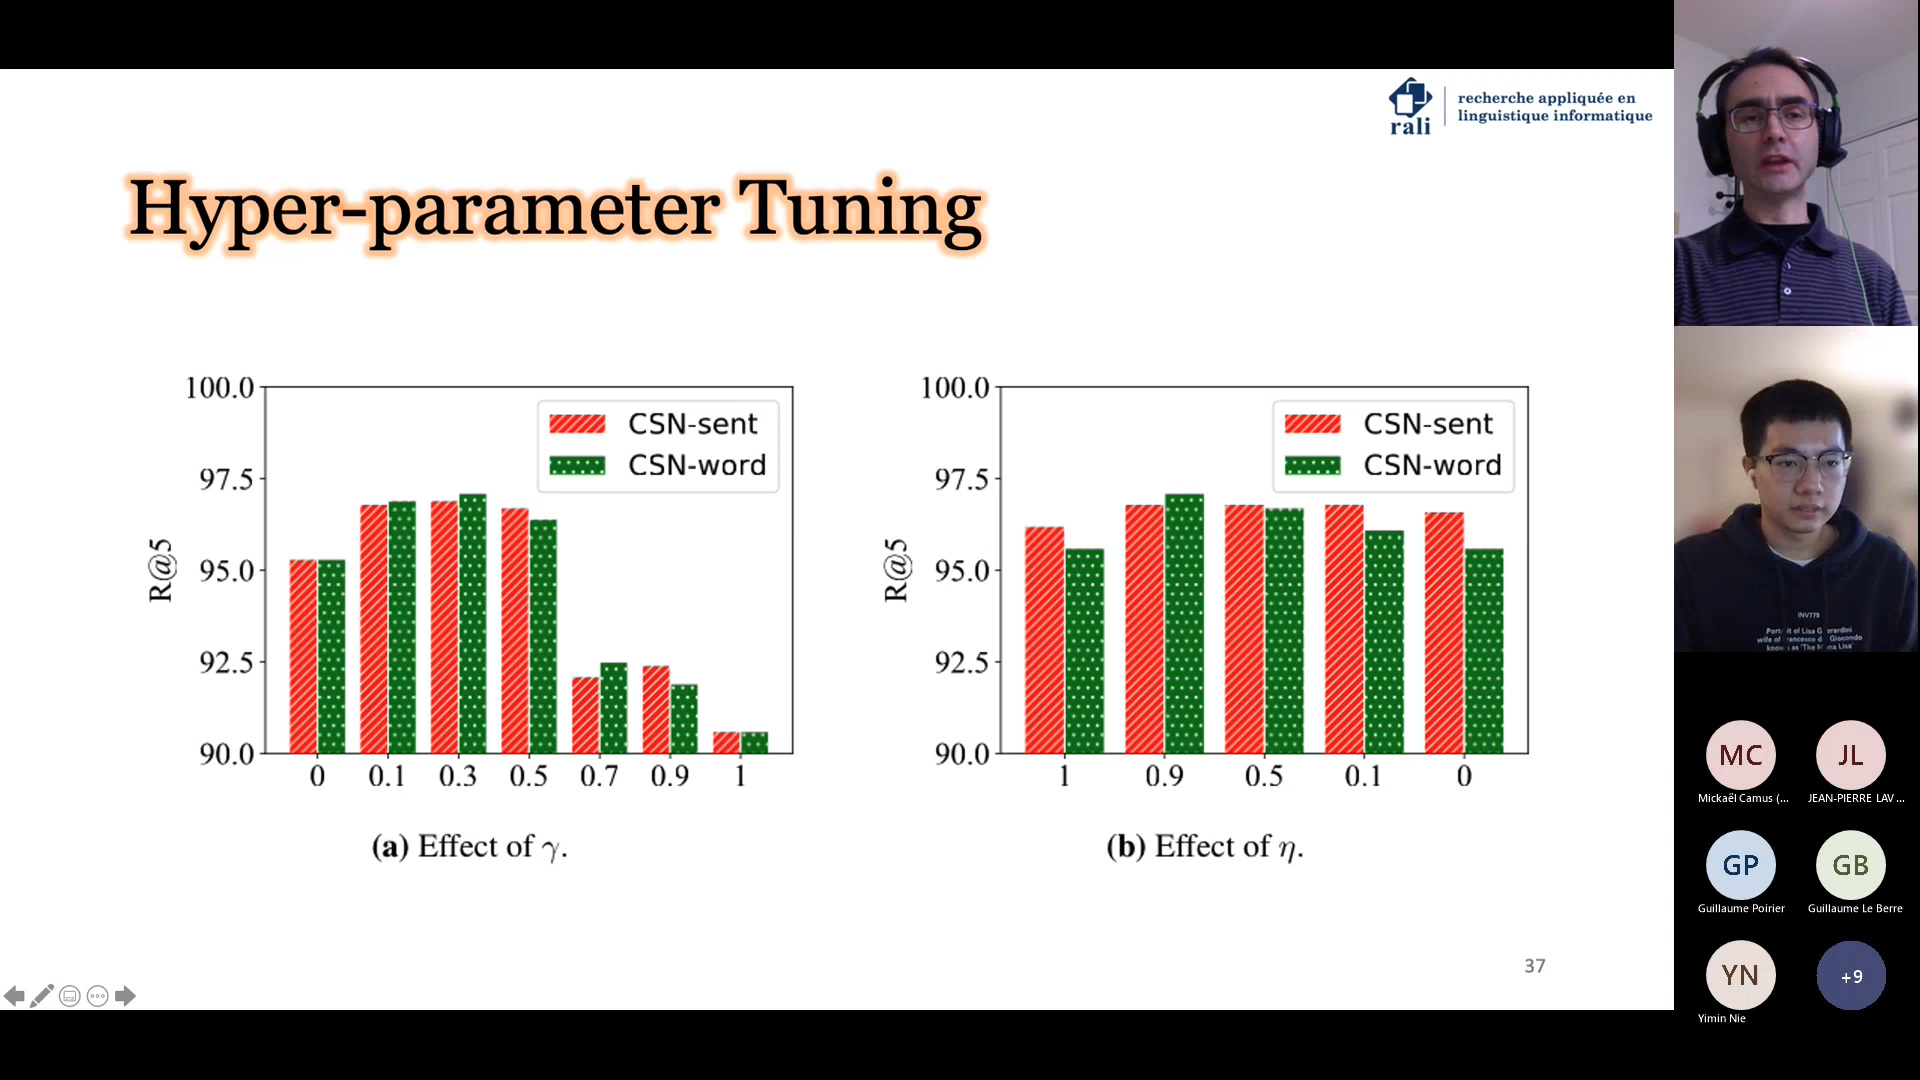 rali
recherche appliquée en
linguistique informatique
Hyper-parameter Tuning
100.0
97.5
95.0
92.5
90.0
R@5
CSN-sent
CSN-word
0 0.1 0.3 0.5 0.7 0.9 1
(a) Effect of γ.
100.0
97.5
95.0
92.5
90.0
R@5
CSN-sent
CSN-word
1 0.9 0.5 0.1 0
(b) Effect of η.
37
INV779
MC
Mickaël Camus (...
JL
JEAN-PIERRE LAV ...
GP
Guillaume Poirier
GB
Guillaume Le Berre
YN
Yimin Nie
+9